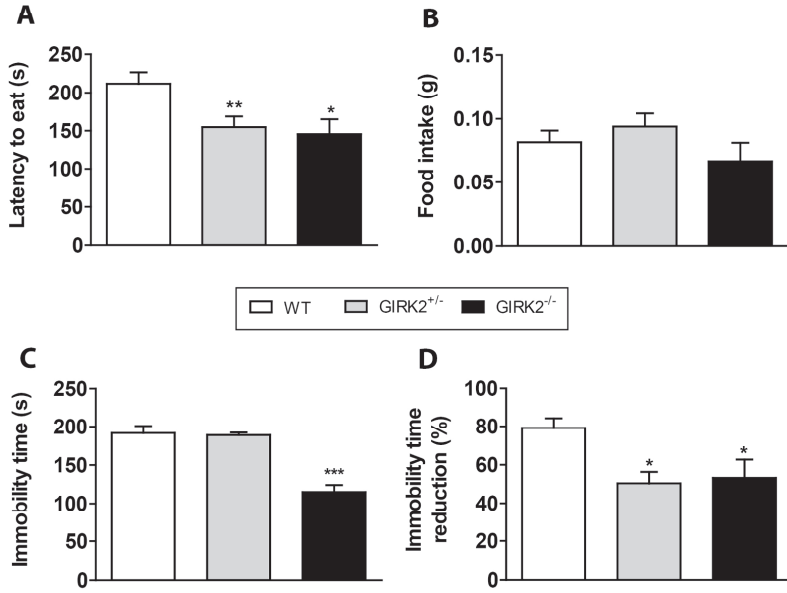 A
Latency to eat (s)
250
200
150
100
50
0
**
*
B
Food intake (g)
0.15
0.10
0.05
0.00
WT
GIRK2+/-
GIRK2-/-
C
Immobility time (s)
250
200
150
100
50
0
***
D
Immobility time
reduction (%)
100
80
60
40
20
0
*
*